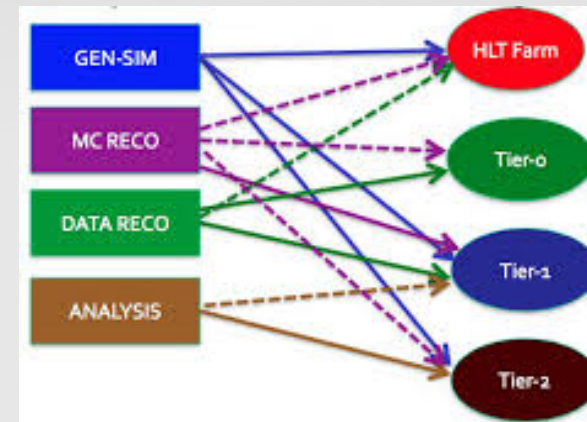 GEN-SIM
MC RECO
DATA RECO
ANALYSIS
HLT Farm
Tier-0
Tier-1
Tier-2